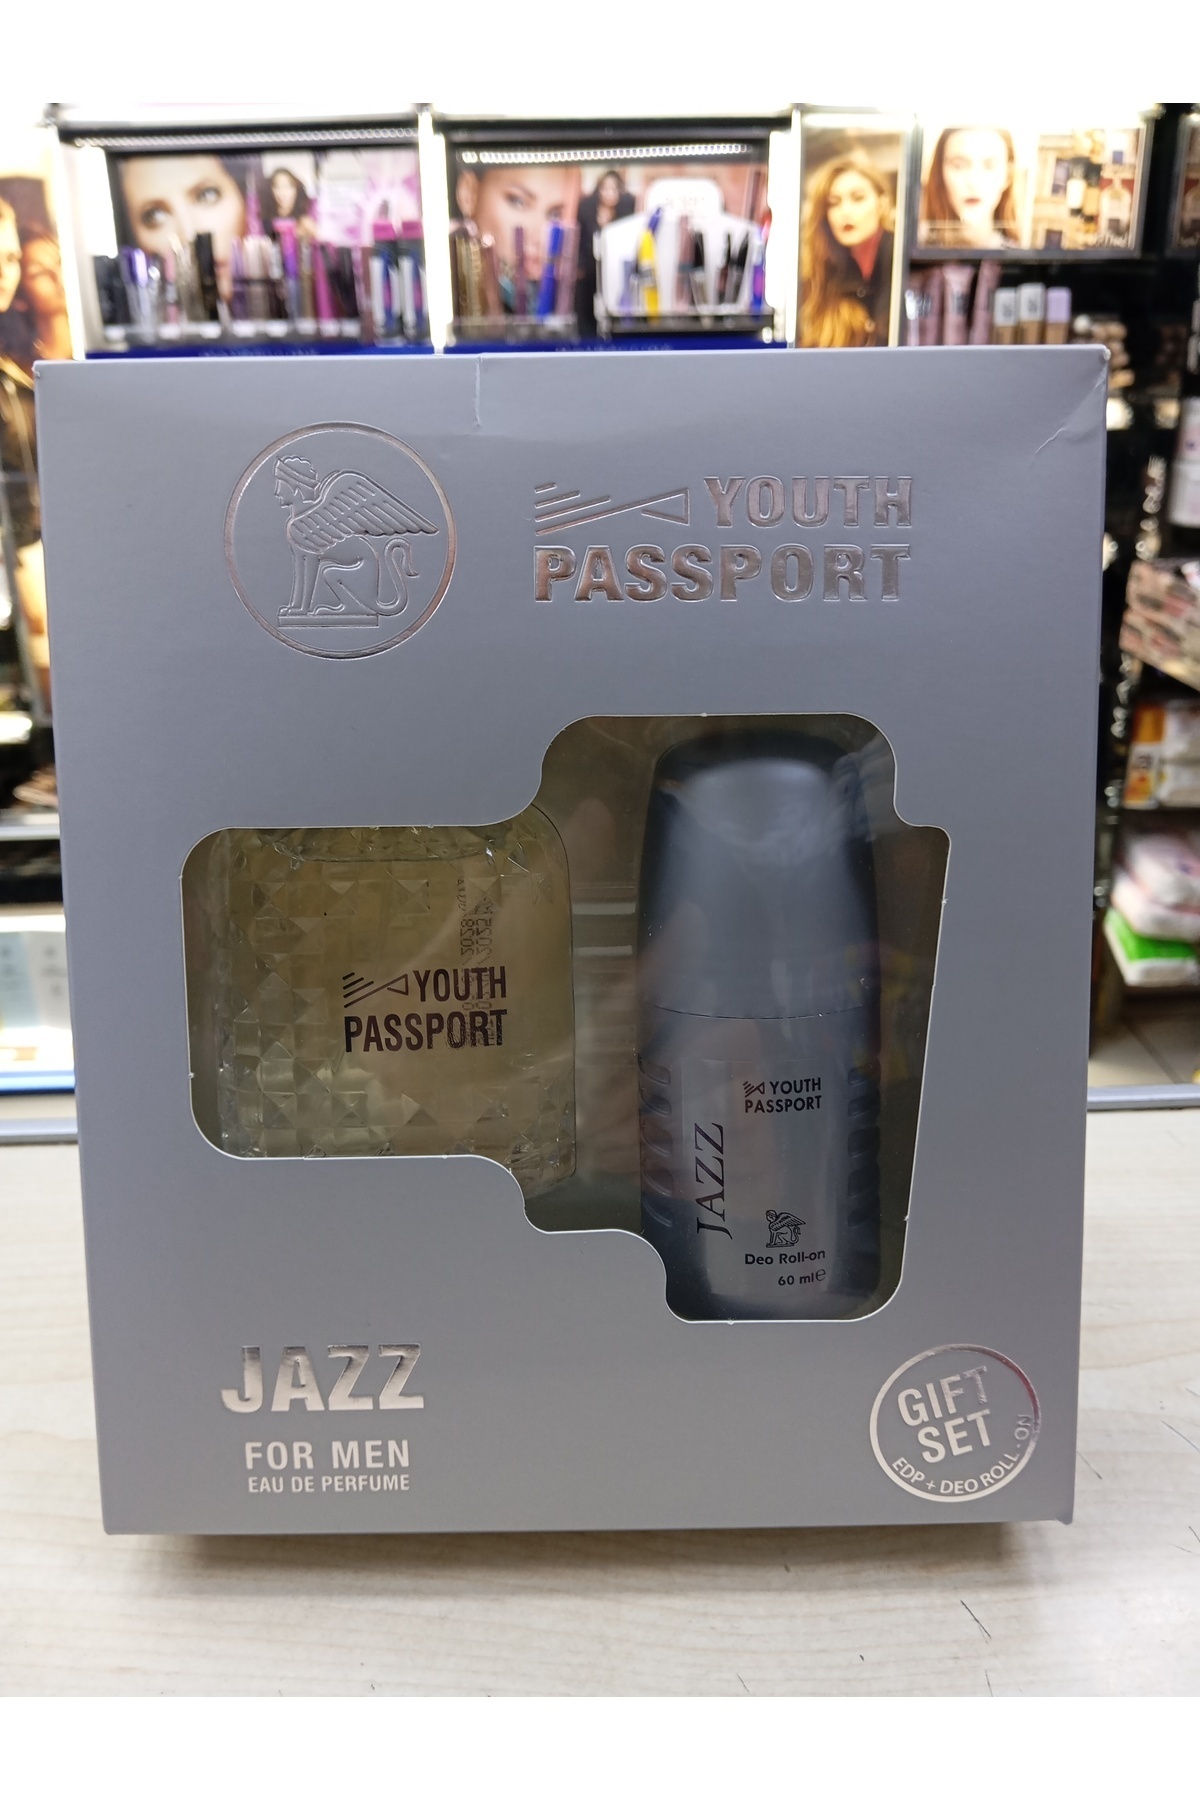 YOUTH
PASSPORT
YOUTH
PASSPORT
YOUTH
PASSPORT
JAZZ
Deo Roll-on
60 ml℮
JAZZ
FOR MEN
EAU DE PERFUME
GIFT
SET
EDP + DEO ROLL - ON